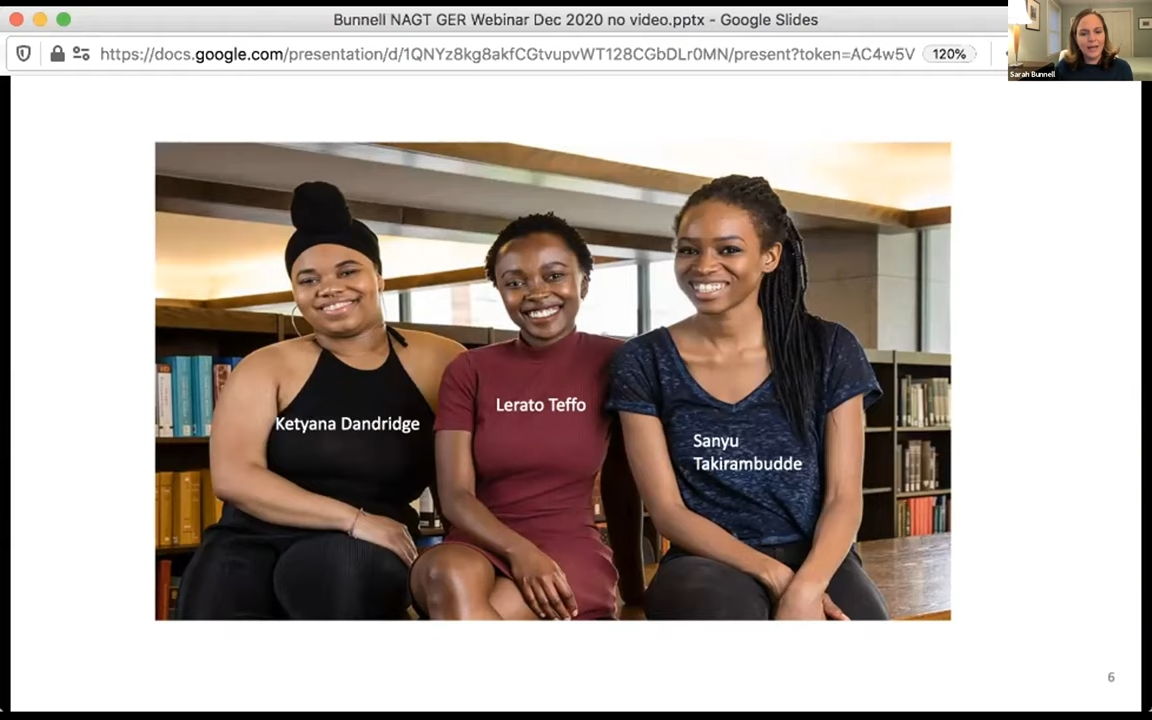 Bunnell NAGT GER Webinar Dec 2020 no video.pptx - Google Slides
https://docs.google.com/presentation/d/1QNYz8kg8akfCGtvupvWT128CGbDLr0MN/present?token=AC4w5V
120%
Sarah Bunnell
Ketyana Dandridge
Lerato Teffo
Sanyu
Takirambudde
6